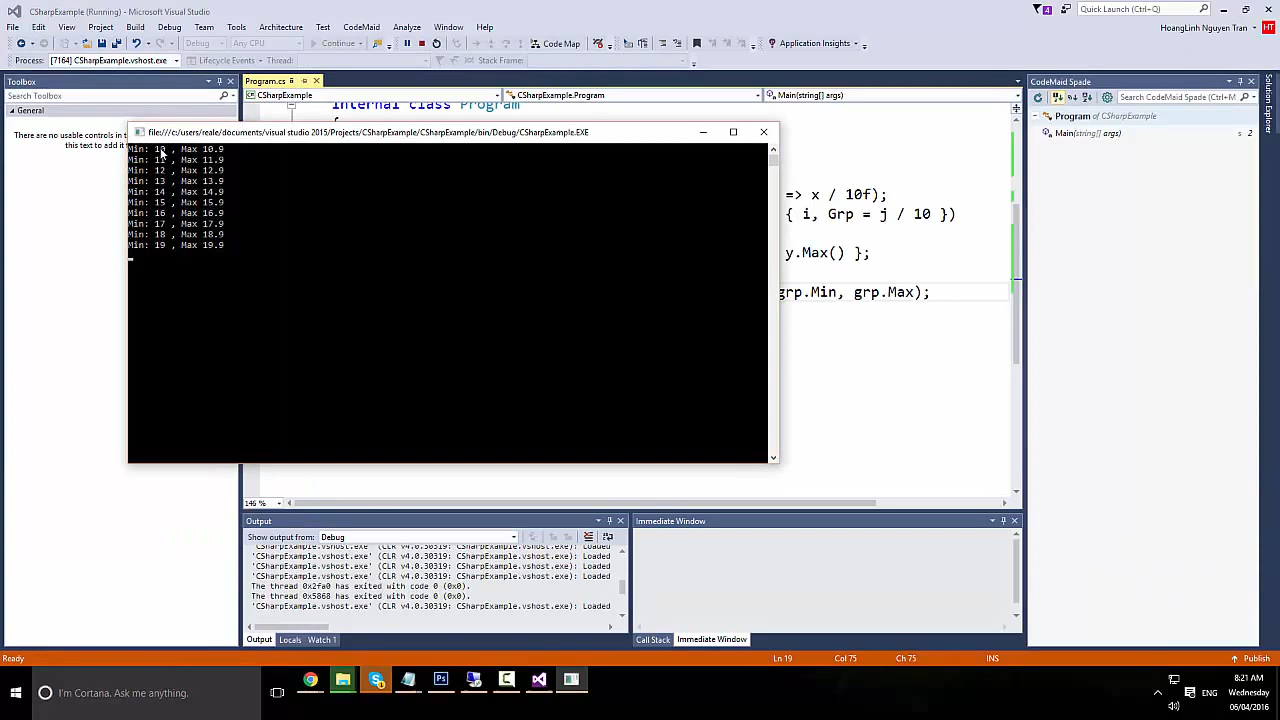 CSharpExample (Running) - Microsoft Visual Studio
4
Quick Launch (Ctrl+Q)
File Edit View Project Build Debug Team Tools Architecture Test CodeMaid Analyze Window Help
HoangLinh Nguyen Tran HT
Debug Any CPU Continue Code Map Application Insights
Process: [7164] CSharpExample.vshost.exe Lifecycle Events Thread: Stack Frame:
Toolbox
Search Toolbox
General
There are no usable controls in t
this text to add it
Program.cs
CSharpExample CSharpExample.Program Main(string[] args)
internal class Program
{
file:///c:/users/reale/documents/visual studio 2015/Projects/CSharpExample/CSharpExample/bin/Debug/CSharpExample.EXE
Min: 10 , Max 10.9
Min: 11 , Max 11.9
Min: 12 , Max 12.9
Min: 13 , Max 13.9
Min: 14 , Max 14.9
Min: 15 , Max 15.9
Min: 16 , Max 16.9
Min: 17 , Max 17.9
Min: 18 , Max 18.9
Min: 19 , Max 19.9
=> x / 10f);
{ i, Grp = j / 10 })
y.Max() };
grp.Min, grp.Max);
146 %
CodeMaid Spade
Search CodeMaid Spade (Ctrl+M
Program of CSharpExample
Main(string[] args) s 2
Solution Explorer
Output
Show output from: Debug
'CSharpExample.vshost.exe' (CLR v4.0.30319: CSharpExample.vshost.exe): Loaded
'CSharpExample.vshost.exe' (CLR v4.0.30319: CSharpExample.vshost.exe): Loaded
'CSharpExample.vshost.exe' (CLR v4.0.30319: CSharpExample.vshost.exe): Loaded
'CSharpExample.vshost.exe' (CLR v4.0.30319: CSharpExample.vshost.exe): Loaded
The thread 0x2fa0 has exited with code 0 (0x0).
The thread 0x5868 has exited with code 0 (0x0).
'CSharpExample.vshost.exe' (CLR v4.0.30319: CSharpExample.vshost.exe): Loaded
Output Locals Watch 1
Immediate Window
Call Stack Immediate Window
Ready Ln 19 Col 75 Ch 75 INS Publish
I'm Cortana. Ask me anything.
ENG
8:21 AM
Wednesday
06/04/2016